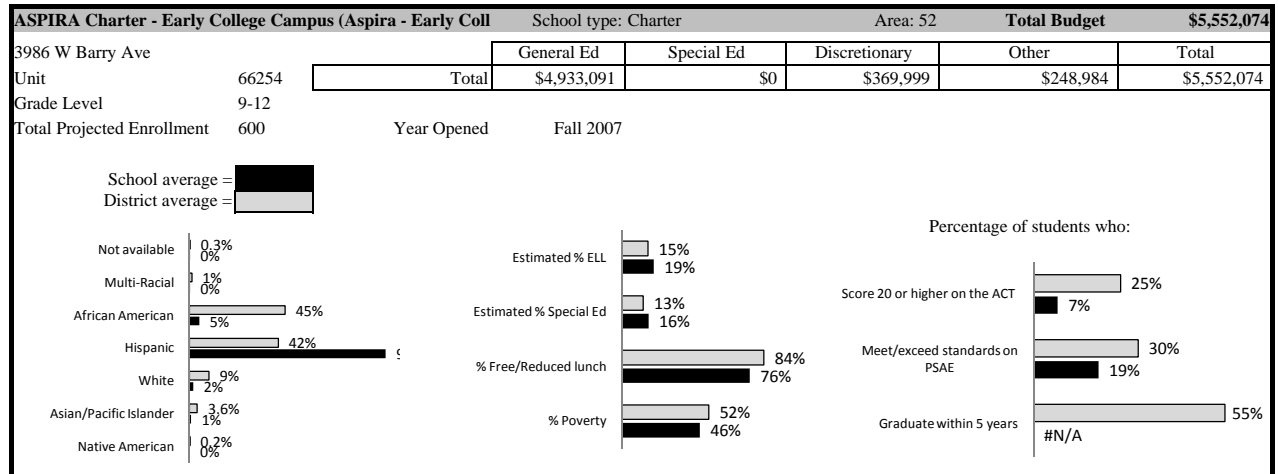 ASPIRA Charter - Early College Campus (Aspira - Early Coll School type: Charter Area: 52 Total Budget $5,552,074
3986 W Barry Ave General Ed Special Ed Discretionary Other Total
Unit 66254 Total $4,933,091 $0 $369,999 $248,984 $5,552,074
Grade Level 9-12
Total Projected Enrollment 600 Year Opened Fall 2007
School average =
District average =
Not available 0.3% 0%
Multi-Racial 1% 0%
African American 45% 5%
Hispanic 42%
White 9% 2%
Asian/Pacific Islander 3.6% 1%
Native American 0.2% 0%
Estimated % ELL 15% 19%
Estimated % Special Ed 13% 16%
% Free/Reduced lunch 84% 76%
% Poverty 52% 46%
Percentage of students who:
Score 20 or higher on the ACT 25% 7%
Meet/exceed standards on
PSAE 30% 19%
Graduate within 5 years 55% #N/A